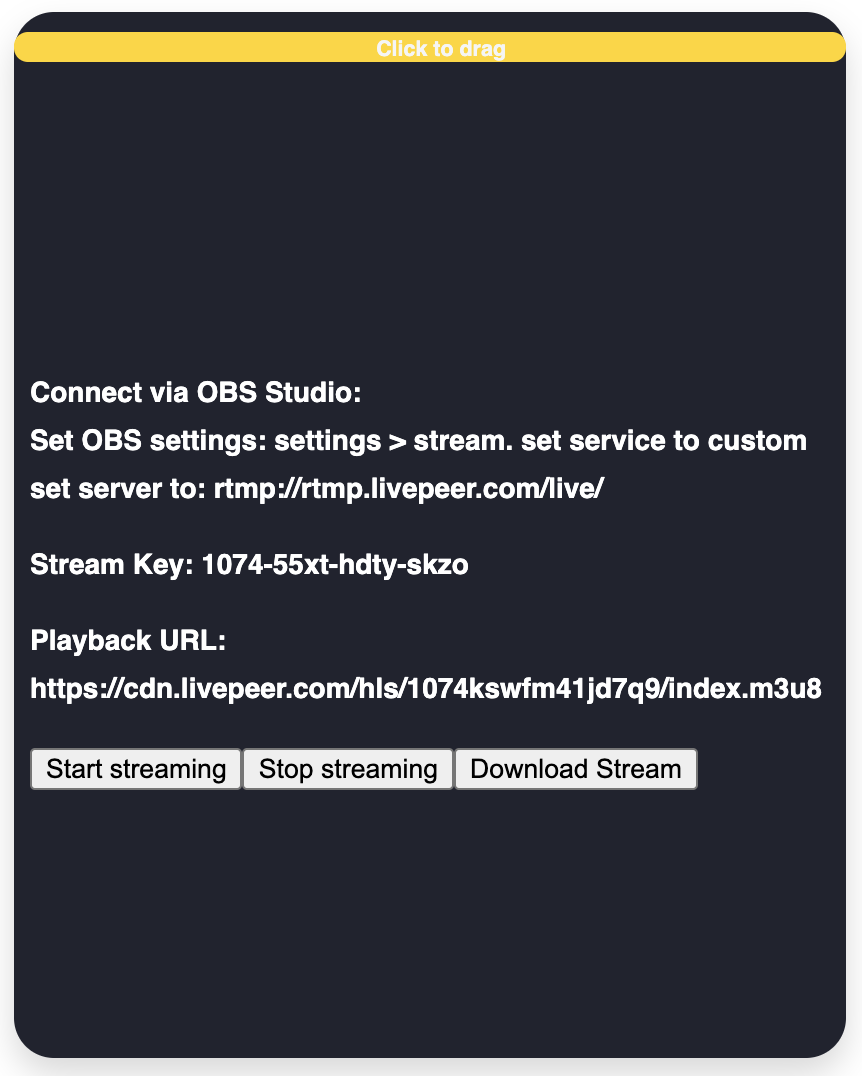 Click to drag
Connect via OBS Studio:
Set OBS settings: settings > stream. set service to custom
set server to: rtmp://rtmp.livepeer.com/live/
Stream Key: 1074-55xt-hdty-skzo
Playback URL:
https://cdn.livepeer.com/hls/1074kswfm41jd7q9/index.m3u8
Start streaming Stop streaming Download Stream